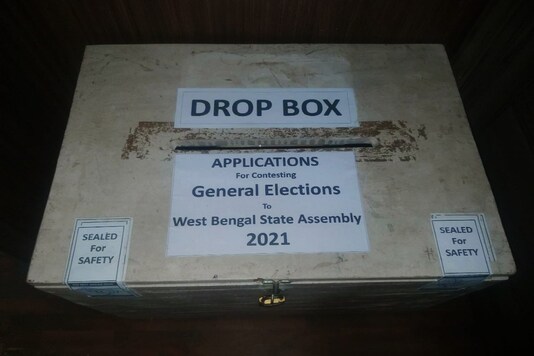 DROP BOX
APPLICATIONS
For Contesting
General Elections
To
West Bengal State Assembly
2021
SEALED
For
SAFETY
SEALED
For
SAFETY